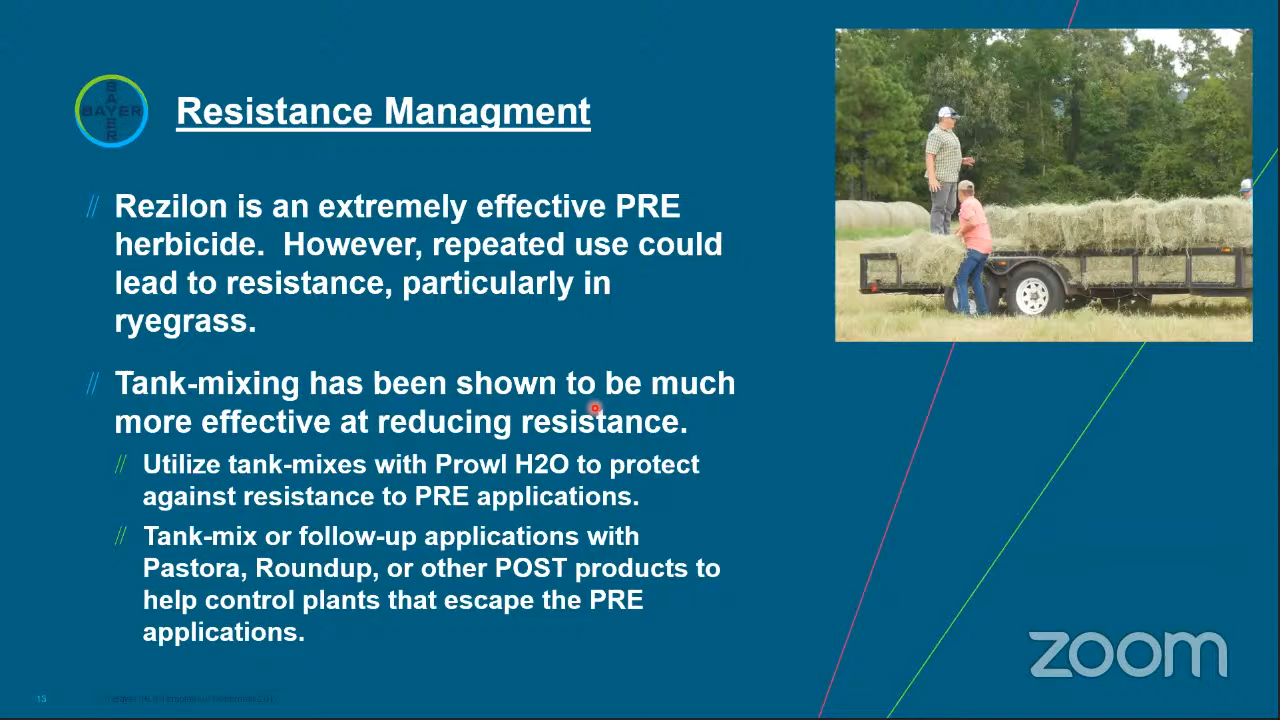 BAYER
BAYER
Resistance Managment
// Rezilon is an extremely effective PRE
herbicide.  However, repeated use could
lead to resistance, particularly in
ryegrass.
// Tank-mixing has been shown to be much
more effective at reducing resistance.
// Utilize tank-mixes with Prowl H2O to protect
against resistance to PRE applications.
// Tank-mix or follow-up applications with
Pastora, Roundup, or other POST products to
help control plants that escape the PRE
applications.
zoom
13